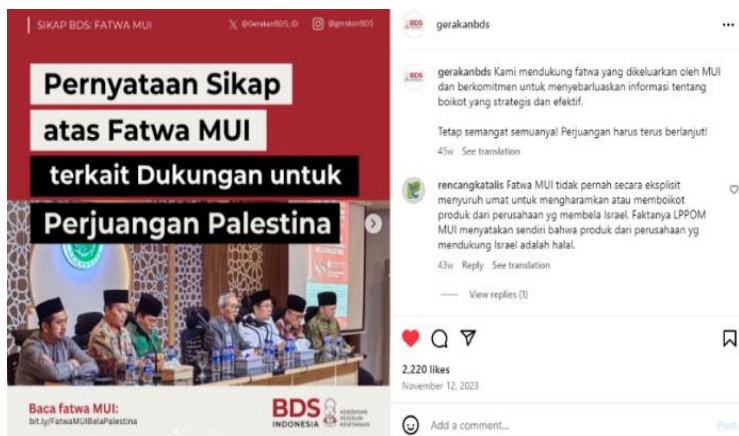 SIKAP BDS: FATWA MUI
@GerakanBDS_ID
@gerakanBDS
Pernyataan Sikap
atas Fatwa MUI
terkait Dukungan untuk
Perjuangan Palestina
Baca fatwa MUI:
bit.ly/FatwaMUIBelaPalestina
BDS
INDONESIA
KEBEBASAN
KEADILAN
KESETARAAN
gerakanbds
gerakanbds Kami mendukung fatwa yang dikeluarkan oleh MUI
dan berkomitmen untuk menyebarluaskan informasi tentang
boikot yang strategis dan efektif.
Tetap semangat semuanya! Perjuangan harus terus berlanjut!
45w See translation
rencangkatalis Fatwa MUI tidak pernah secara eksplisit
menyuruh umat untuk mengharamkan atau memboikot
produk dari perusahaan yg membela Israel. Faktanya LPPOM
MUI menyatakan sendiri bahwa produk dari perusahaan yg
mendukung Israel adalah halal.
43w Reply See translation
View replies (1)
2,220 likes
November 12, 2023
Add a comment...
Post